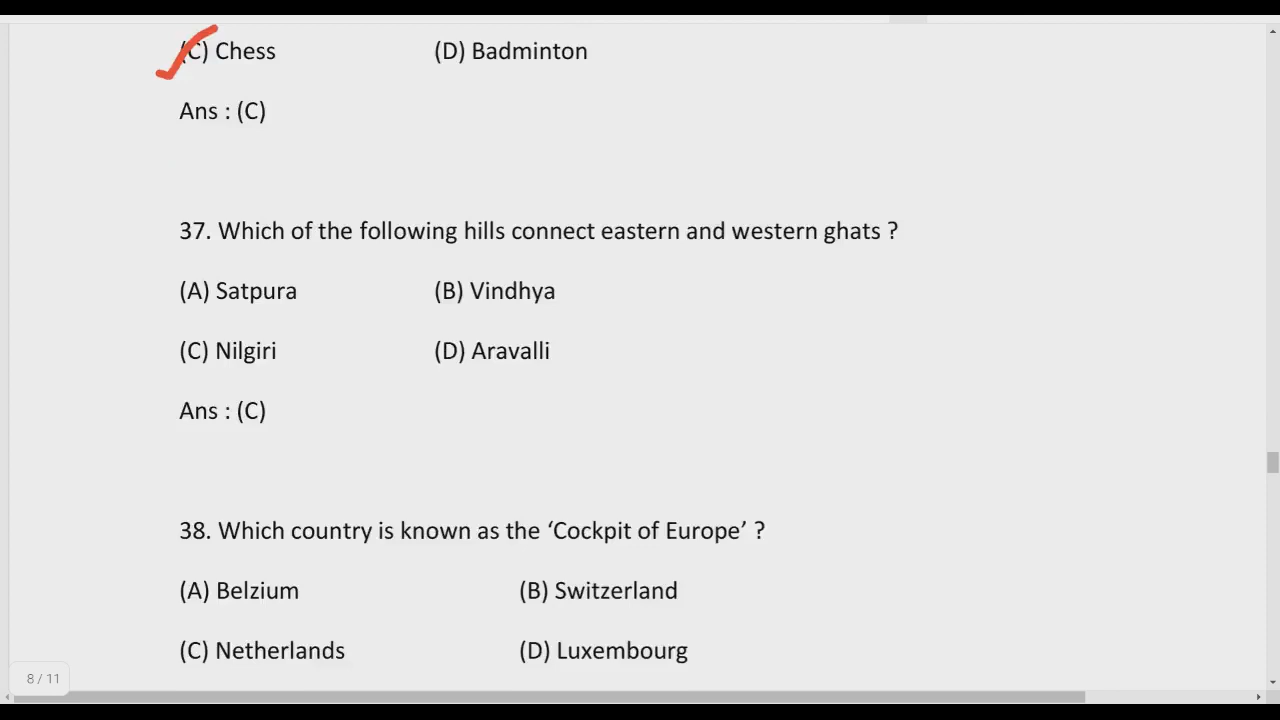 (C) Chess (D) Badminton
Ans : (C)
37. Which of the following hills connect eastern and western ghats ?
(A) Satpura (B) Vindhya
(C) Nilgiri (D) Aravalli
Ans : (C)
38. Which country is known as the ‘Cockpit of Europe’ ?
(A) Belzium (B) Switzerland
(C) Netherlands (D) Luxembourg
8 / 11